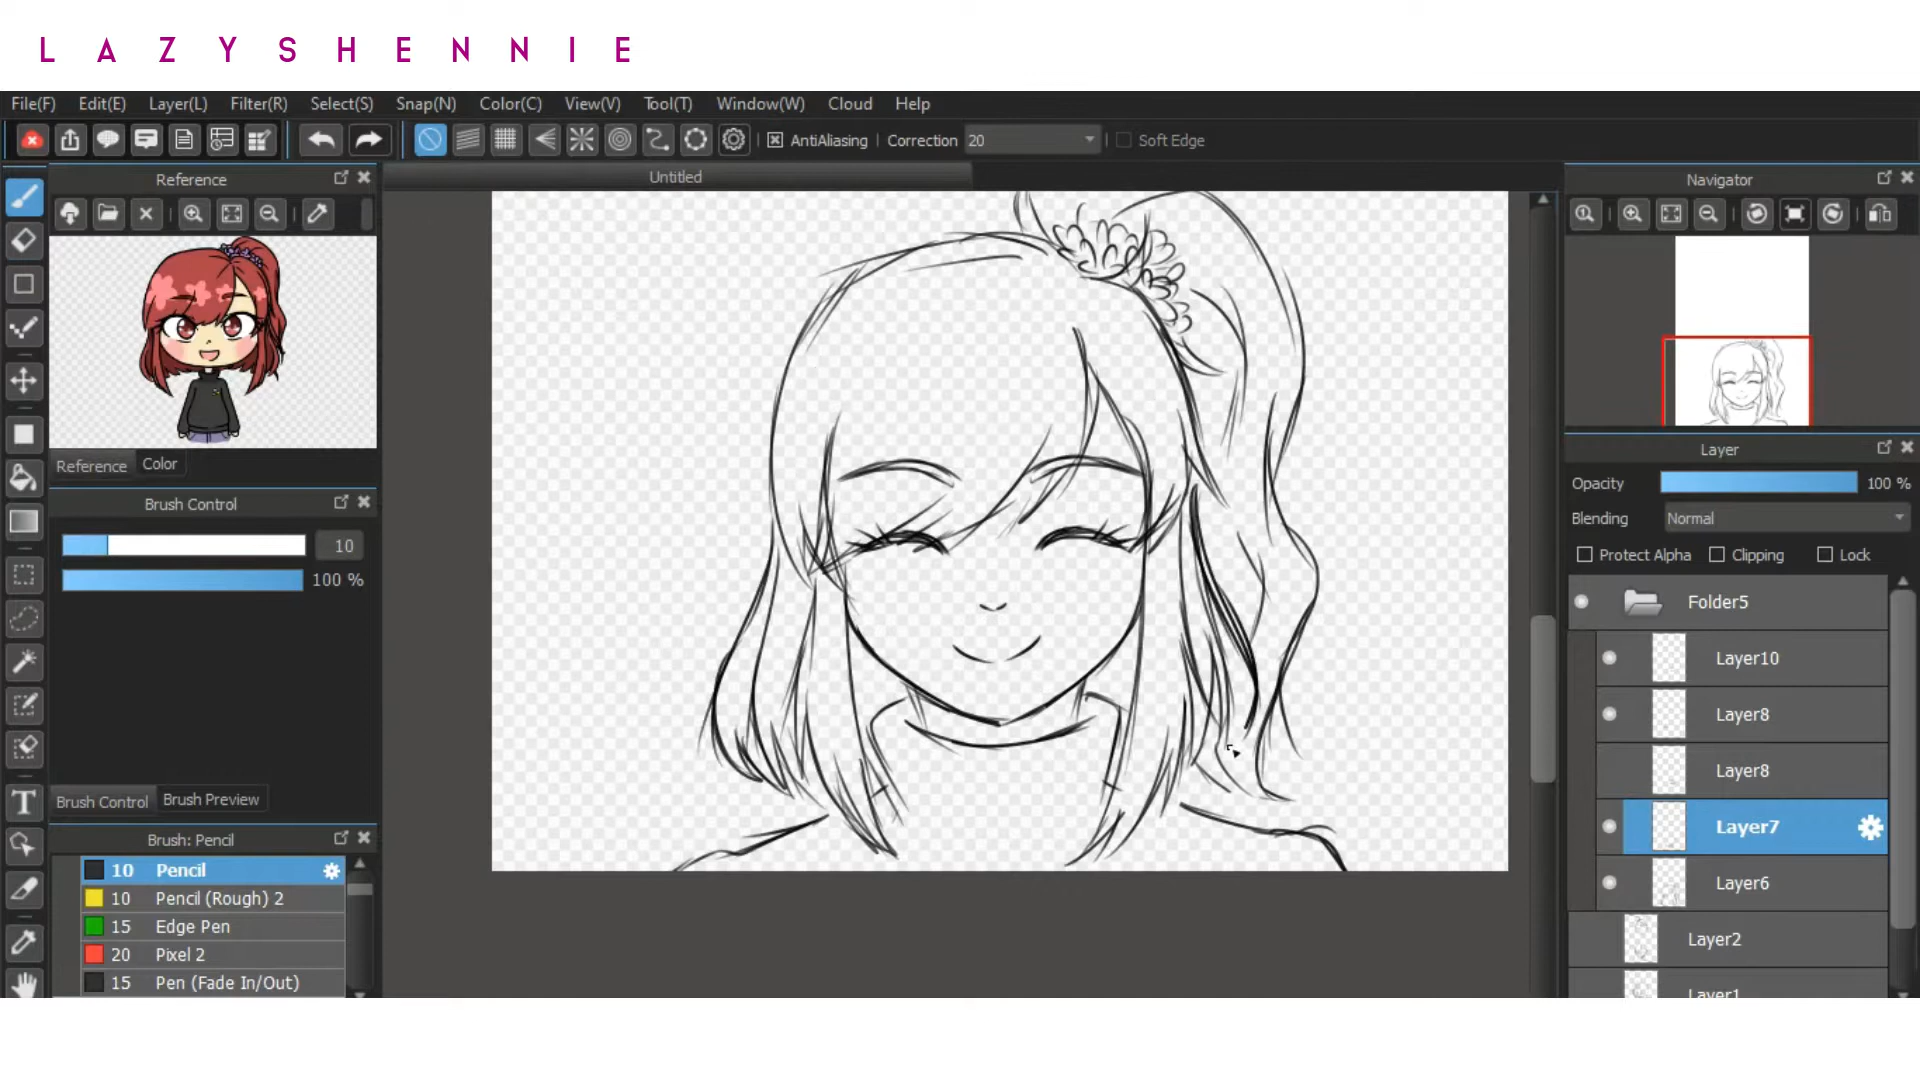 LAZYSHENNIE
File(F) Edit(E) Layer(L) Filter(R) Select(S) Snap(N) Color(C) View(V) Tool(T) Window(W) Cloud Help
AntiAliasing Correction 20 Soft Edge
Reference
Untitled
Navigator
Reference Color
Brush Control
10
100 %
Brush Control Brush Preview
Brush: Pencil
10 Pencil
10 Pencil (Rough) 2
15 Edge Pen
20 Pixel 2
15 Pen (Fade In/Out)
Layer
Opacity 100 %
Blending Normal
Protect Alpha Clipping Lock
Folder5
Layer10
Layer8
Layer8
Layer7
Layer6
Layer2
Layer1